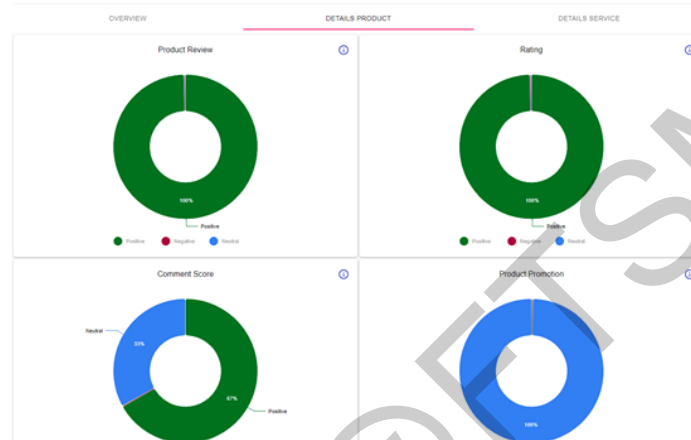 OVERVIEW DETAILS PRODUCT DETAILS SERVICE
Product Review
Rating
100%
Positive
Positive Negative Neutral
100%
Positive
Positive Negative Neutral
Comment Score
Product Promotion
Neutral
33%
67%
Positive
100%
@ETSM